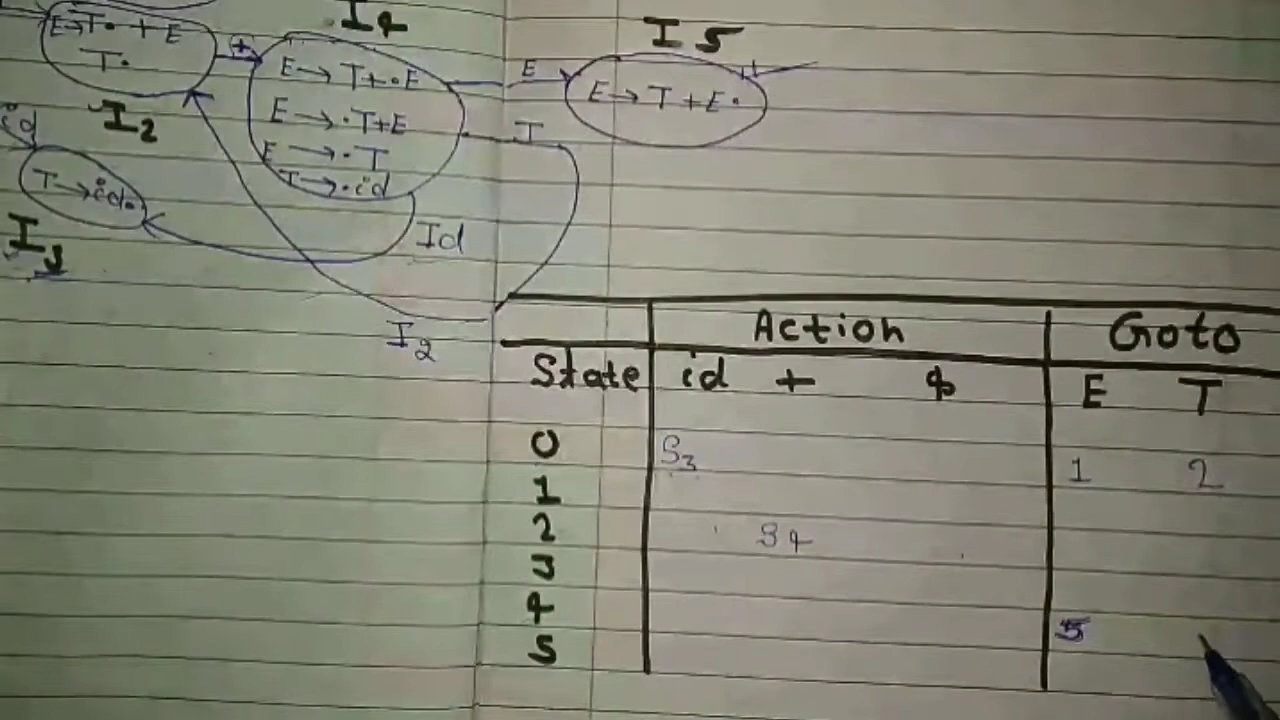 I4
I5
E→T• + E
T•
+
E → T+•E
E
E → T + E•
E → •T+E
T
E → •T
T → •id
I2
id
T→id•
I3
Id
I2
Action Goto
State id + $ E T
0 S3 1 2
1
2 S4
3
4 5
5